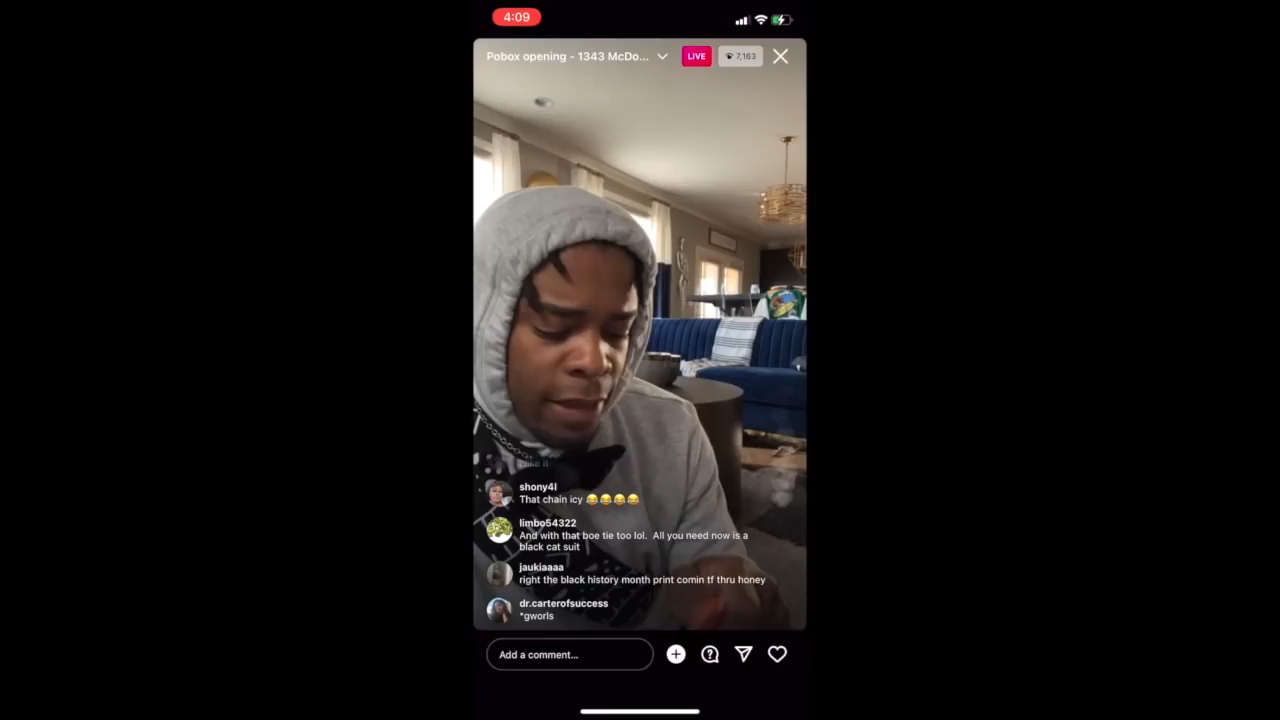 4:09
Pobox opening - 1343 McDo...
LIVE
7,163
shony4l
That chain icy 😂😂😂😂
limbo54322
And with that boe tie too lol.  All you need now is a
black cat suit
jaukiaaaa
right the black history month print comin tf thru honey
dr.carterofsuccess
*gworls
Add a comment...